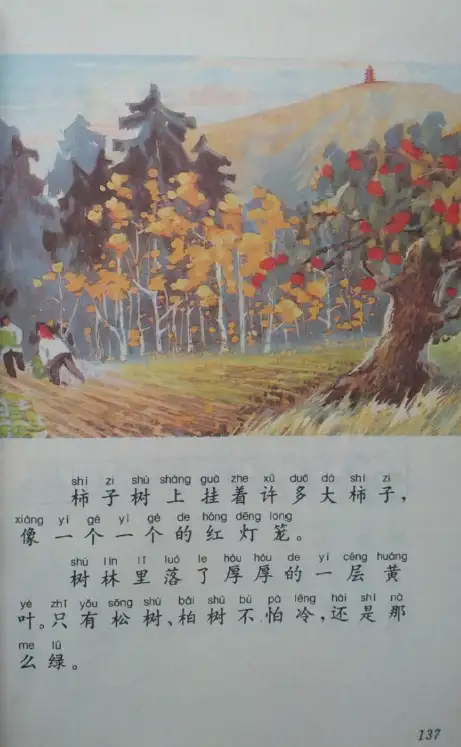 shì zi shù shàng guà zhe xǔ duō dà shì zi
柿子树上挂着许多大柿子,
xiàng yí gè yí gè de hóng dēng long
像一个一个的红灯笼。
shù lín lǐ luò le hòu hòu de yì céng huáng
树林里落了厚厚的一层黄
yè zhǐ yǒu sōng shù bǎi shù bú pà lěng hái shì nà
叶。只有松树、柏树不怕冷,还是那
me lǜ
么绿。
137